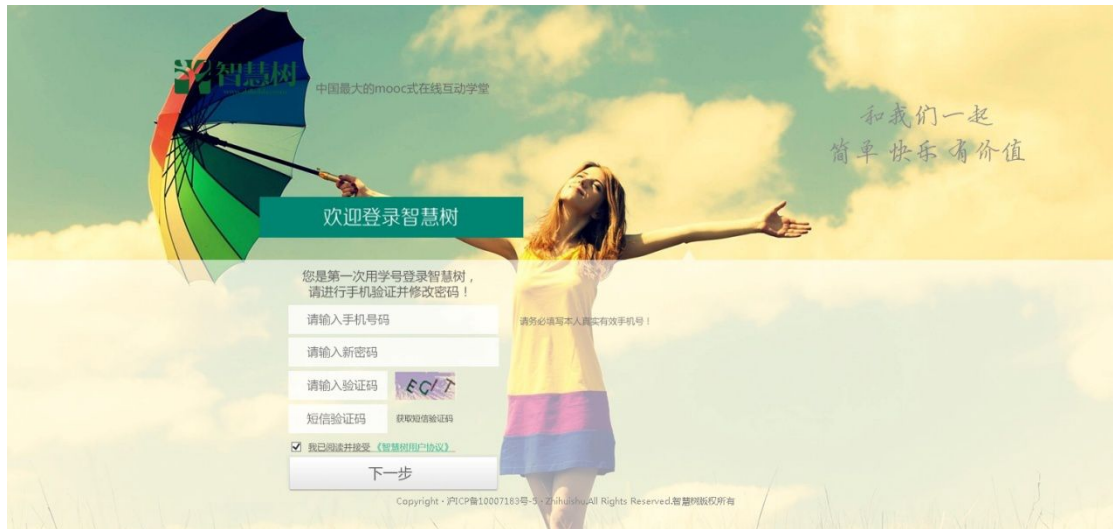 智慧树
中国最大的mooc式在线互动学堂
和我们一起
简单 快乐 有价值
欢迎登录智慧树
您是第一次用学号登录智慧树，
请进行手机验证并修改密码！
请输入手机号码
请务必填写本人真实有效手机号！
请输入新密码
请输入验证码
短信验证码 获取短信验证码
我已阅读并接受 《智慧树用户协议》
下一步
Copyright · 沪ICP备10007183号-5 · Zhihuishu.All Rights Reserved.智慧树版权所有